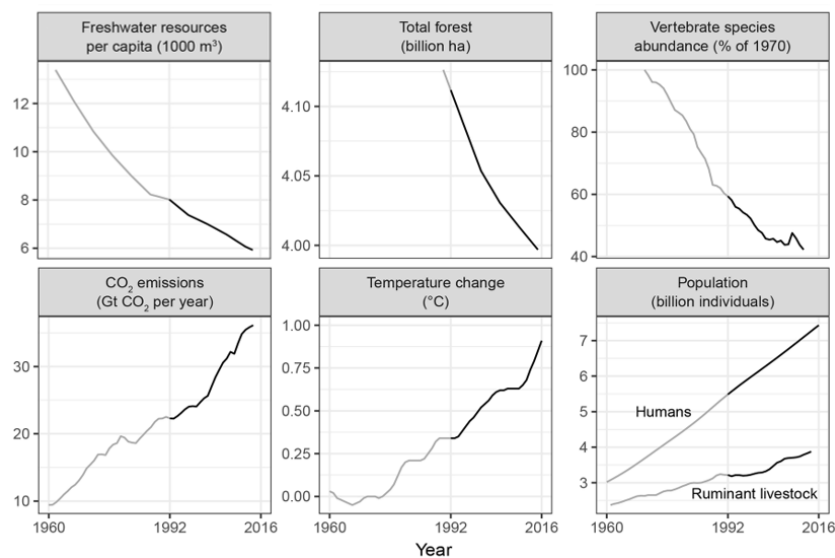 Freshwater resources
per capita (1000 m³)
12
10
8
6
Total forest
(billion ha)
4.10
4.05
4.00
Vertebrate species
abundance (% of 1970)
100
80
60
40
CO₂ emissions
(Gt CO₂ per year)
30
20
10
1960
1992
2016
Temperature change
(°C)
1.00
0.75
0.50
0.25
0.00
1960
1992
2016
Population
(billion individuals)
7
6
5
4
3
Humans
Ruminant livestock
1960
1992
2016
Year